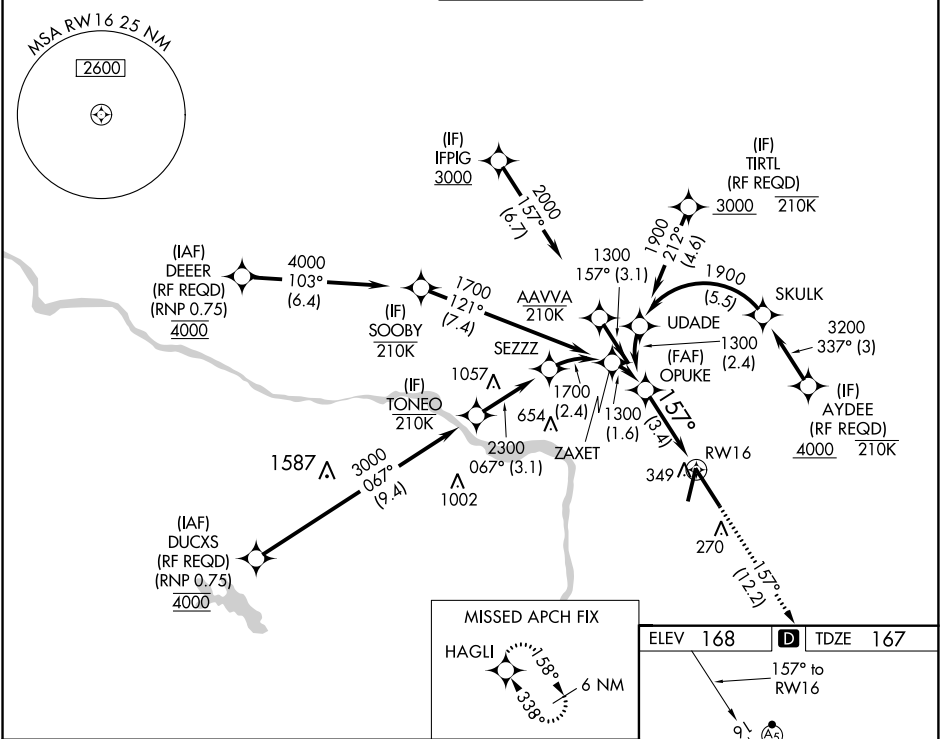 MSA RW16 25 NM
2600
(IF)
IFPIG
3000
2000
157°
(6.7)
(IF)
TIRTL
(RF REQD)
3000 210K
1900
212°
(4.6)
(IAF)
DEEER
(RF REQD)
(RNP 0.75)
4000
4000
103°
(6.4)
(IF)
SOOBY
210K
1700
121°
(7.4)
1300
157° (3.1)
AAVVA
210K
1900
(5.5)
SKULK
UDADE
1300
(2.4)
3200
337° (3)
(IF)
AYDEE
(RF REQD)
4000 210K
SEZZZ
1700
(2.4)
(FAF)
OPUKE
(IF)
TONEO
210K
1057
654
2300
067° (3.1)
ZAXET
1300
(1.6)
157°
(3.4)
RW16
349
270
157°
(12.2)
1587
3000
067°
(9.4)
1002
(IAF)
DUCXS
(RF REQD)
(RNP 0.75)
4000
MISSED APCH FIX
HAGLI
158°
338°
6 NM
ELEV 168 D TDZE 167
157° to
RW16
16
A5